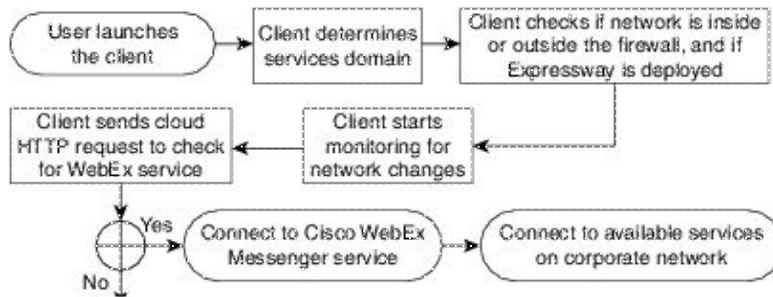 User launches
the client
Client determines
services domain
Client checks if network is inside
or outside the firewall, and if
Expressway is deployed
Client starts
monitoring for
network changes
Client sends cloud
HTTP request to check
for WebEx service
Yes
No
Connect to Cisco WebEx
Messenger service
Connect to available services
on corporate network